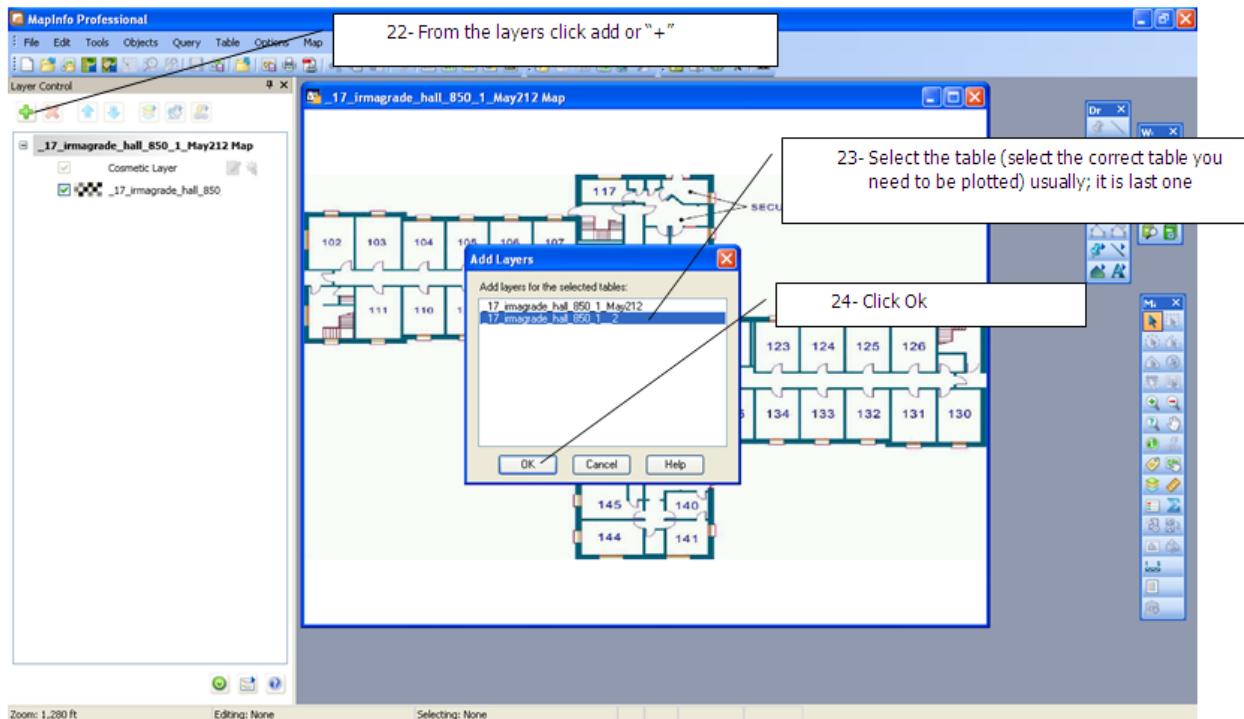 MapInfo Professional
22- From the layers click add or “+”
File Edit Tools Objects Query Table Options Map
Layer Control
_17_irmagrade_hall_850_1_May212 Map
Cosmetic Layer
_17_irmagrade_hall_850
_17_irmagrade_hall_850_1_May212 Map
Dr
23- Select the table (select the correct table you
need to be plotted) usually; it is last one
117
SECU
102 103 104 105 106 107
111 110
Add Layers
Add layers for the selected tables:
_17_irmagrade_hall_850_1_May212
_17_irmagrade_hall_850_1__2
OK Cancel Help
24- Click Ok
123 124 125 126
134 133 132 131 130
145 140
144 141
Zoom: 1,280 ft Editing: None Selecting: None